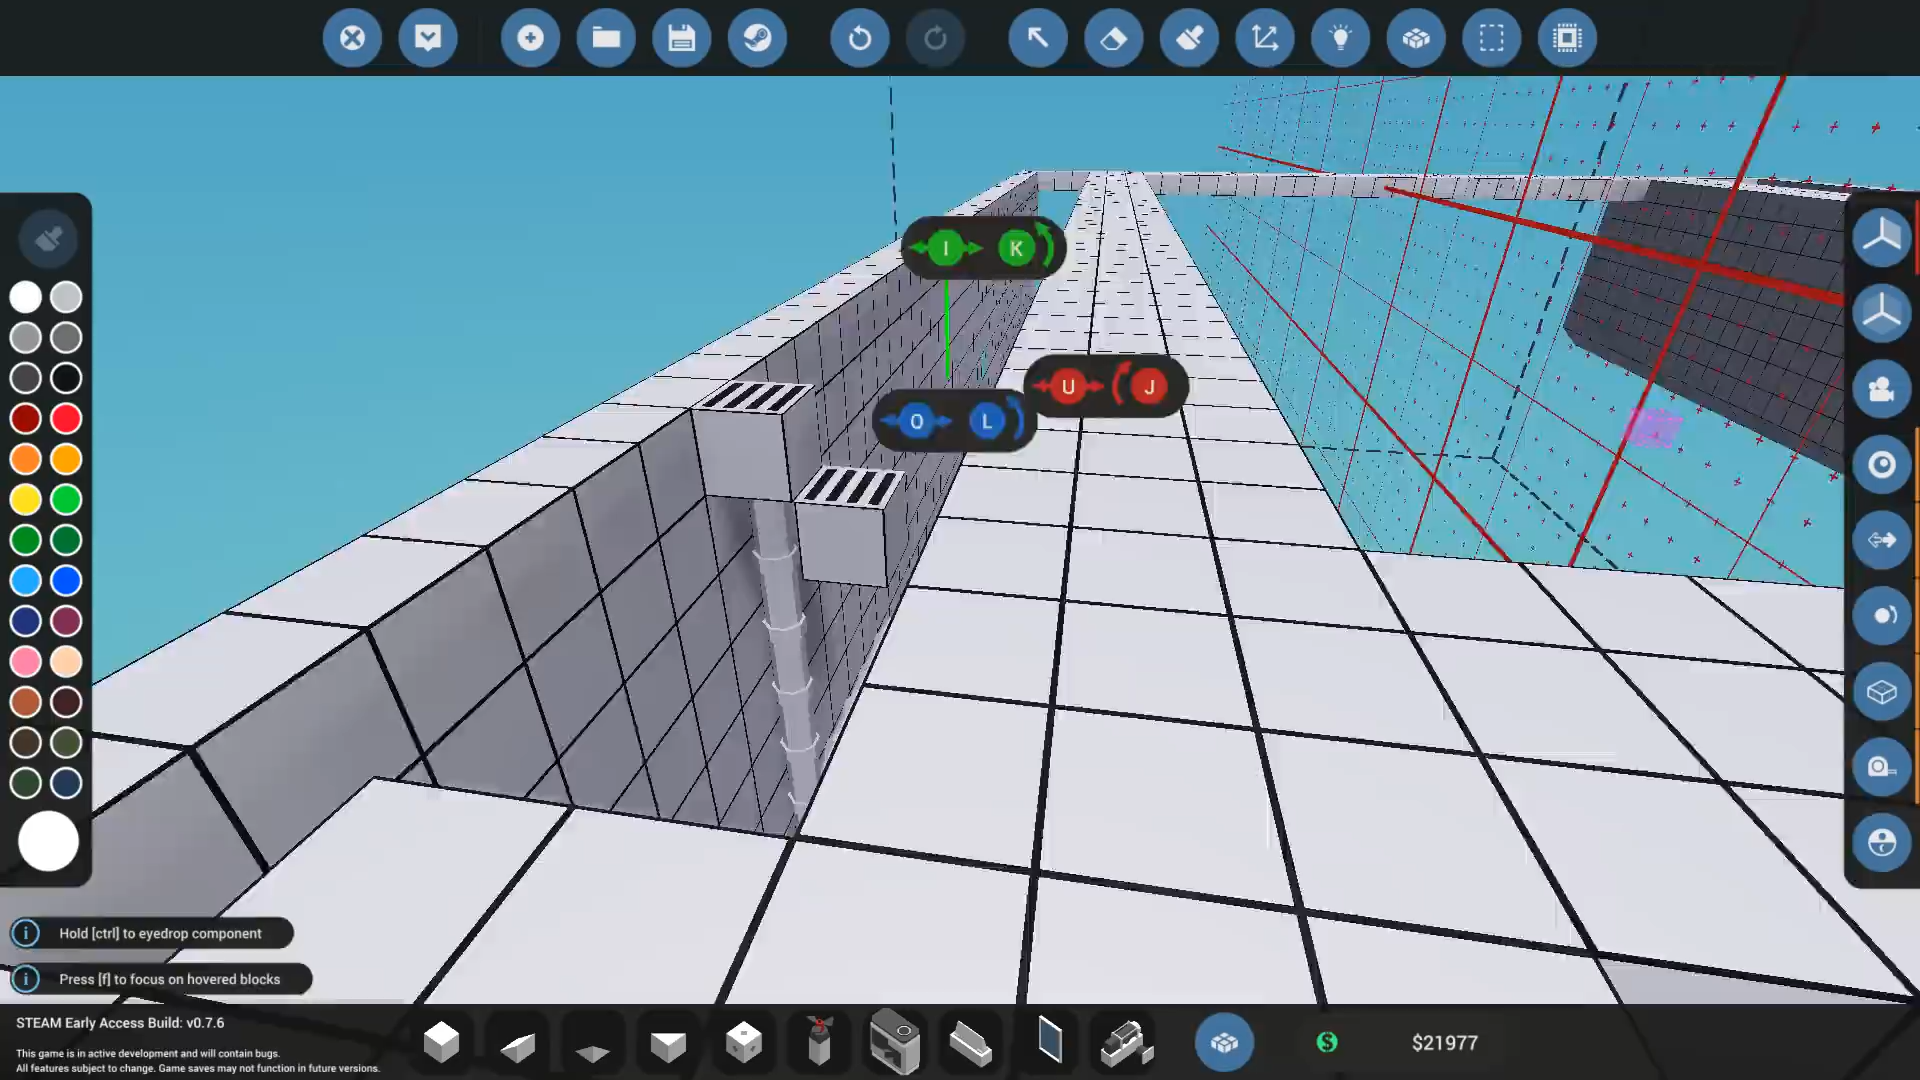 I K
U J
O L
Hold [ctrl] to eyedrop component
Press [f] to focus on hovered blocks
STEAM Early Access Build: v0.7.6
This game is in active development and will contain bugs.
All features subject to change. Game saves may not function in future versions.
$ $21977